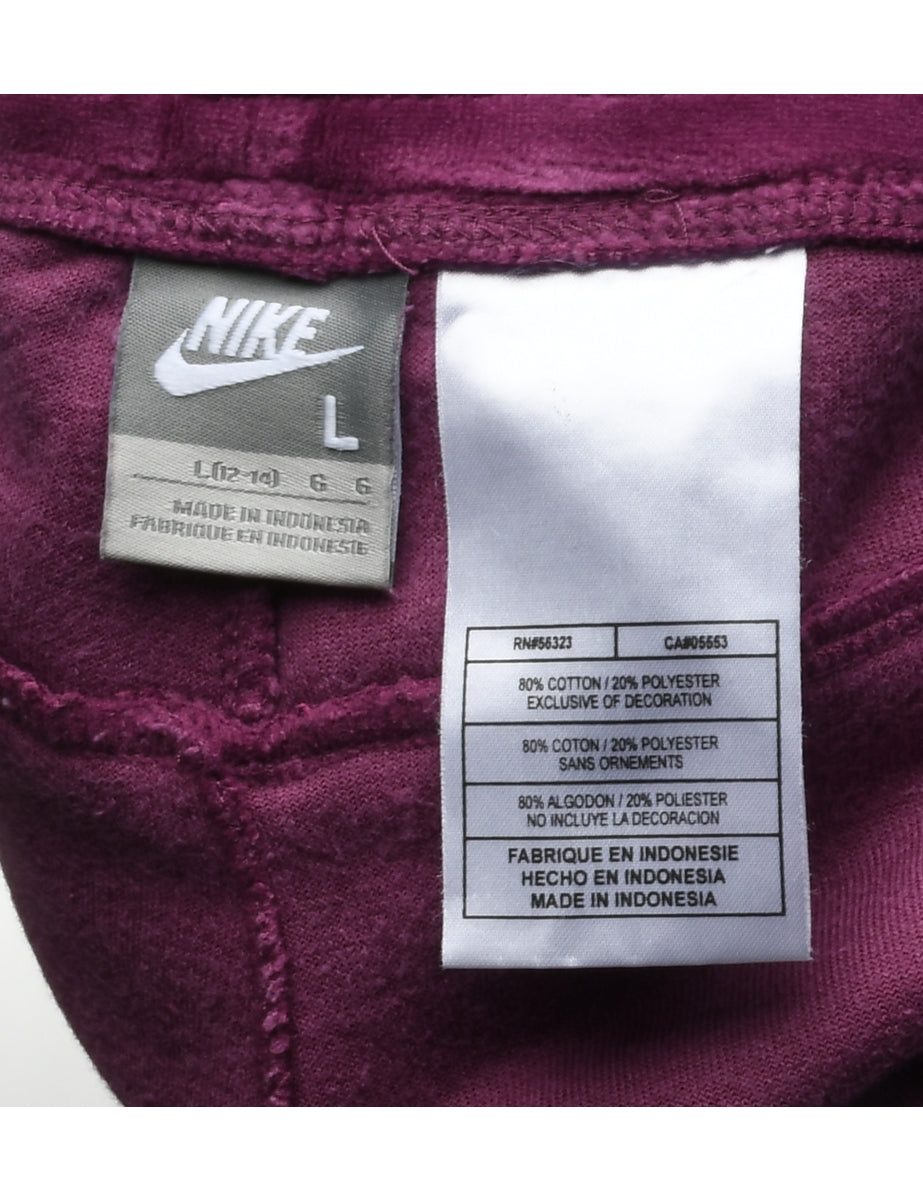 NIKE
L
L(12-14) G G
MADE IN INDONESIA
FABRIQUE EN INDONESIE
RN#56323 CA#05553
80% COTTON / 20% POLYESTER
EXCLUSIVE OF DECORATION
80% COTON / 20% POLYESTER
SANS ORNEMENTS
80% ALGODON / 20% POLIESTER
NO INCLUYE LA DECORACION
FABRIQUE EN INDONESIE
HECHO EN INDONESIA
MADE IN INDONESIA